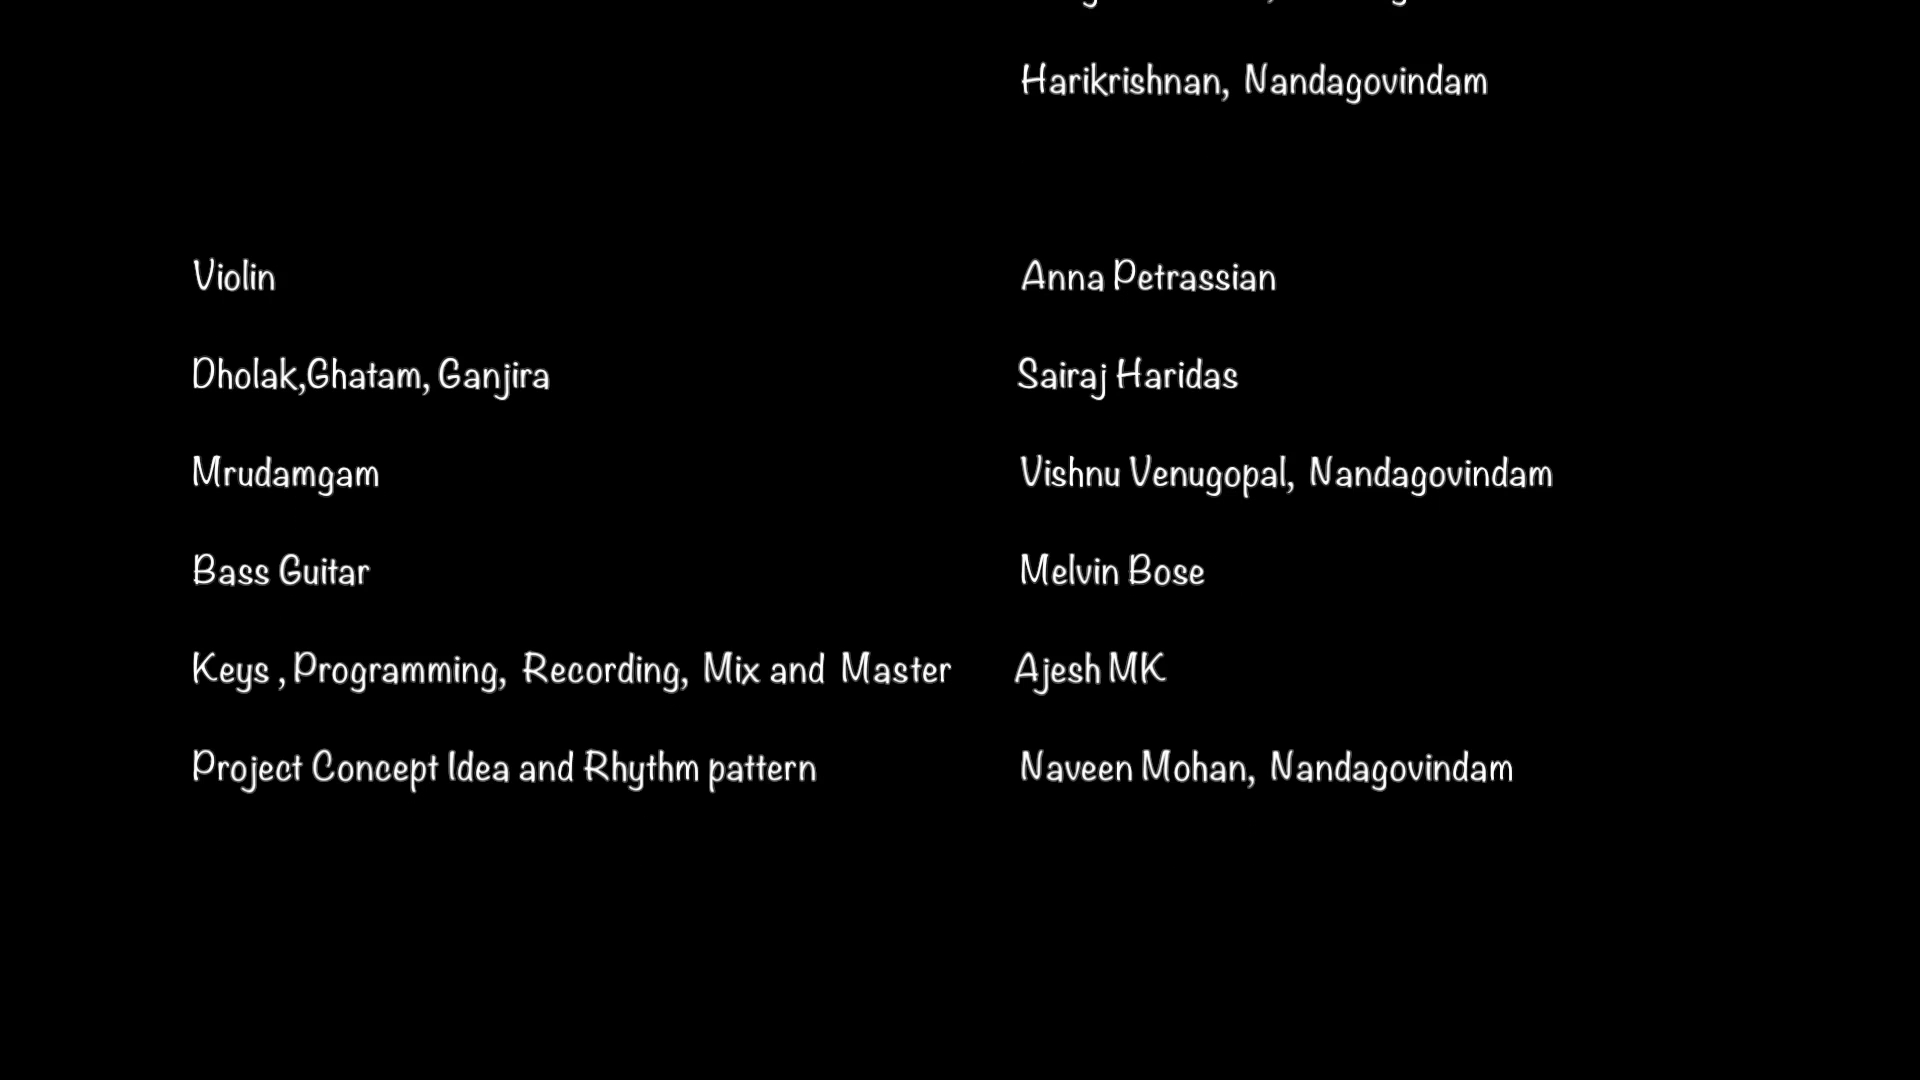 Harikrishnan, Nandagovindam
Violin Anna Petrassian
Dholak,Ghatam, Ganjira Sairaj Haridas
Mrudamgam Vishnu Venugopal, Nandagovindam
Bass Guitar Melvin Bose
Keys , Programming, Recording, Mix and Master Ajesh MK
Project Concept Idea and Rhythm pattern Naveen Mohan, Nandagovindam